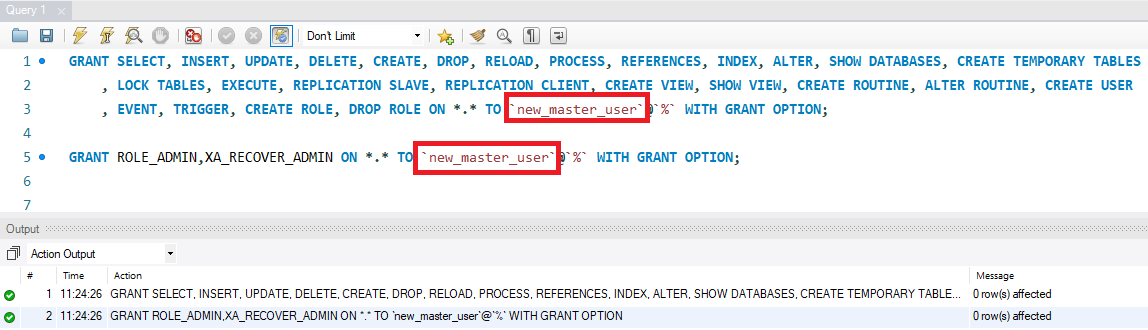 Query 1
Don't Limit
1 GRANT SELECT, INSERT, UPDATE, DELETE, CREATE, DROP, RELOAD, PROCESS, REFERENCES, INDEX, ALTER, SHOW DATABASES, CREATE TEMPORARY TABLES
2 , LOCK TABLES, EXECUTE, REPLICATION SLAVE, REPLICATION CLIENT, CREATE VIEW, SHOW VIEW, CREATE ROUTINE, ALTER ROUTINE, CREATE USER
3 , EVENT, TRIGGER, CREATE ROLE, DROP ROLE ON *.* TO `new_master_user`@`%` WITH GRANT OPTION;
4
5 GRANT ROLE_ADMIN,XA_RECOVER_ADMIN ON *.* TO `new_master_user`@`%` WITH GRANT OPTION;
6
7
Output
Action Output
# Time Action Message
1 11:24:26 GRANT SELECT, INSERT, UPDATE, DELETE, CREATE, DROP, RELOAD, PROCESS, REFERENCES, INDEX, ALTER, SHOW DATABASES, CREATE TEMPORARY TABLE... 0 row(s) affected
2 11:24:26 GRANT ROLE_ADMIN,XA_RECOVER_ADMIN ON *.* TO `new_master_user`@`%` WITH GRANT OPTION 0 row(s) affected